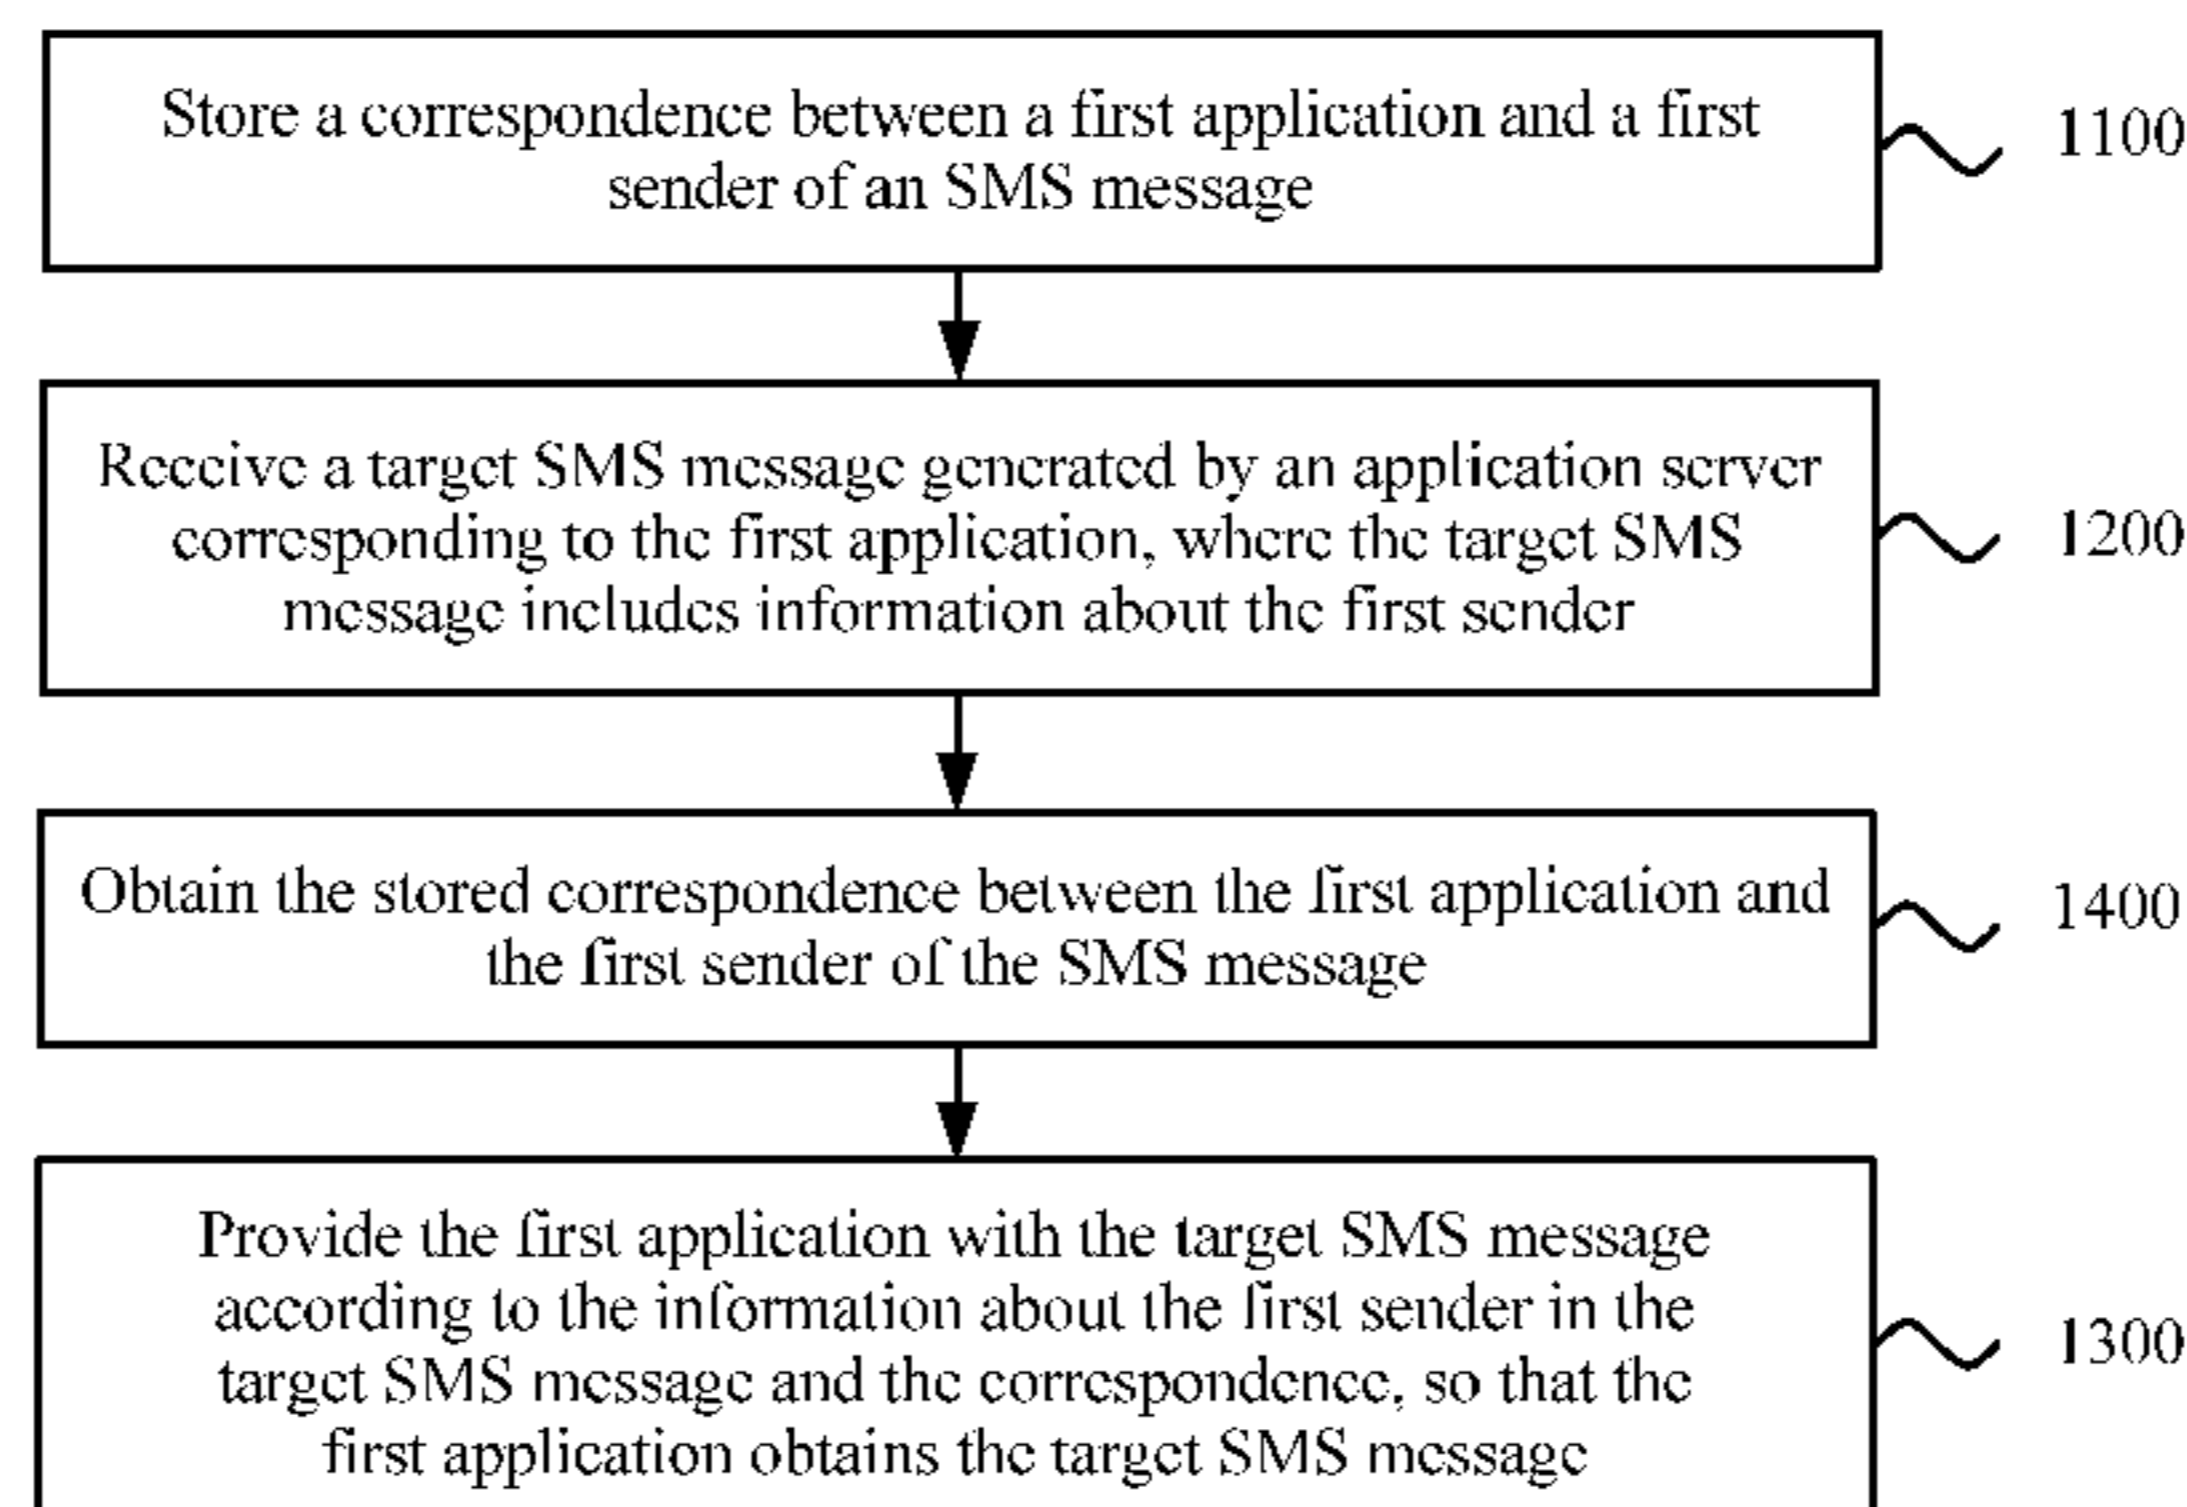 Store a correspondence between a first application and a first
sender of an SMS message
1100
Receive a target SMS message generated by an application server
corresponding to the first application, where the target SMS
message includes information about the first sender
1200
Obtain the stored correspondence between the first application and
the first sender of the SMS message
1400
Provide the first application with the target SMS message
according to the information about the first sender in the
target SMS message and the correspondence, so that the
first application obtains the target SMS message
1300